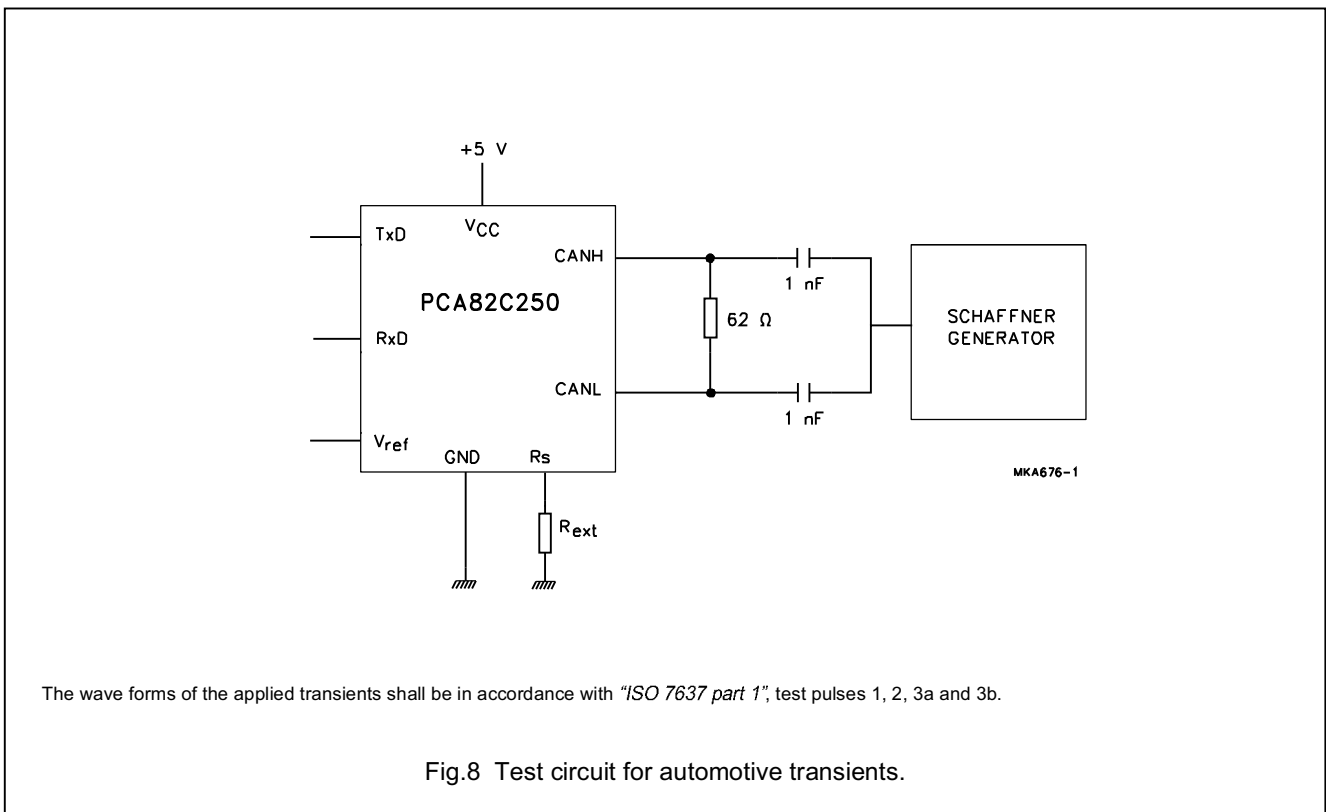 +5 V
TxD
VCC
CANH
1 nF
PCA82C250
62 Ω
SCHAFFNER
GENERATOR
RxD
CANL
1 nF
Vref
GND
Rs
MKA676-1
Rext
The wave forms of the applied transients shall be in accordance with “ISO 7637 part 1”, test pulses 1, 2, 3a and 3b.
Fig.8 Test circuit for automotive transients.